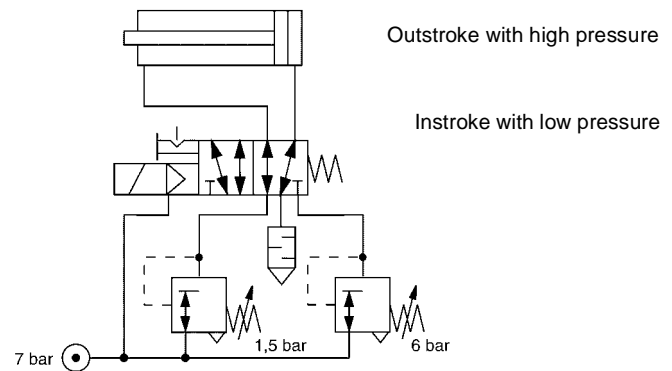 Outstroke with high pressure
Instroke with low pressure
1,5 bar
6 bar
7 bar